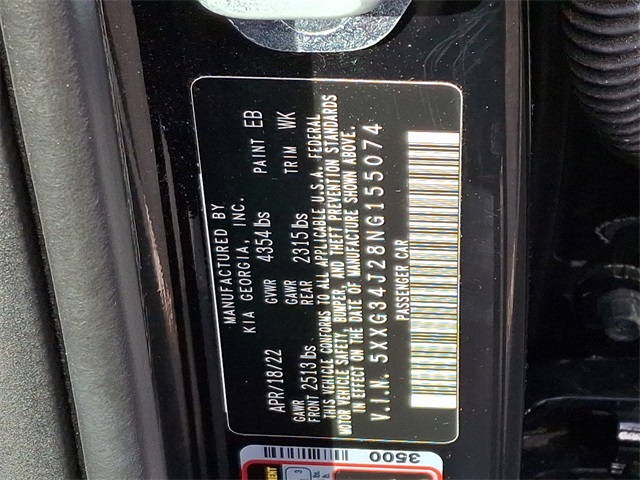 MANUFACTURED BY
KIA GEORGIA, INC.
APR/18/22 GVWR 4354 lbs PAINT EB
GAWR FRONT 2513 lbs GAWR REAR 2315 lbs TRIM WK
THIS VEHICLE CONFORMS TO ALL APPLICABLE U.S.A. FEDERAL
MOTOR VEHICLE SAFETY, BUMPER, AND THEFT PREVENTION STANDARDS
IN EFFECT ON THE DATE OF MANUFACTURE SHOWN ABOVE.
V.I.N. 5XXG34J28NG155074
PASSENGER CAR
3500